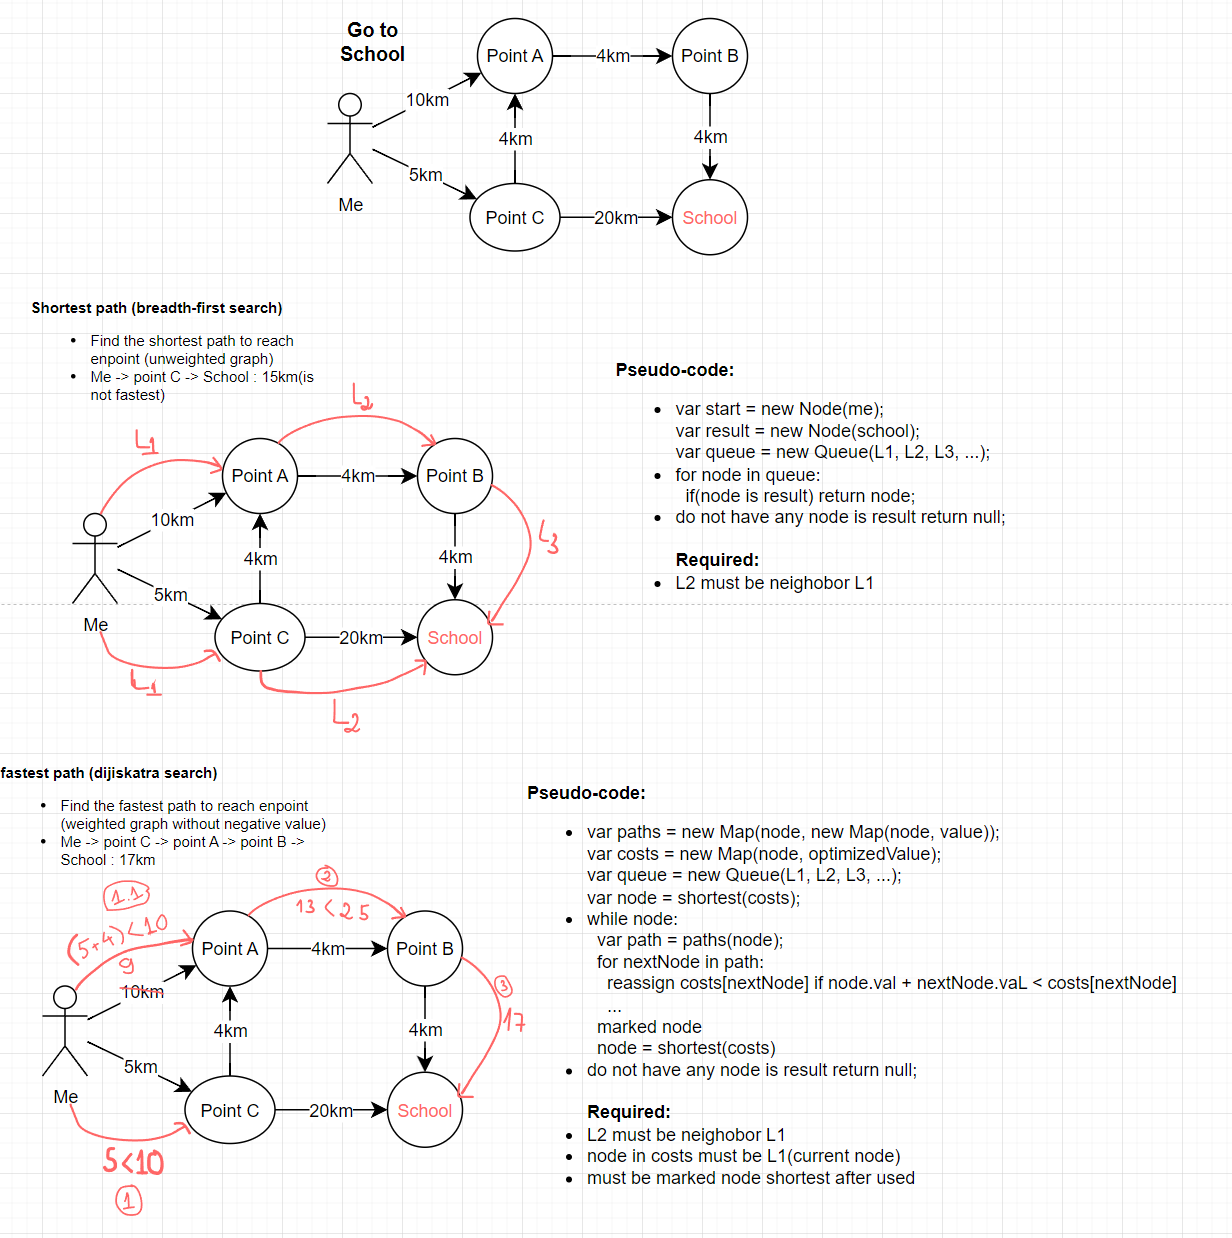 Go to
School
Point A
4km
Point B
10km
4km
4km
5km
Me
Point C
20km
School
Shortest path (breadth-first search)
• Find the shortest path to reach
enpoint (unweighted graph)
• Me -> point C -> School : 15km(is
not fastest)
L2
L1
Point A
4km
Point B
10km
4km
4km
L3
5km
Me
Point C
20km
School
L1
L2
Pseudo-code:
• var start = new Node(me);
var result = new Node(school);
var queue = new Queue(L1, L2, L3, ...);
• for node in queue:
if(node is result) return node;
• do not have any node is result return null;
Required:
• L2 must be neighobor L1
fastest path (dijiskatra search)
• Find the fastest path to reach enpoint
(weighted graph without negative value)
• Me -> point C -> point A -> point B ->
School : 17km
1.1
2
(5+4)<10
13<25
9
Point A
4km
Point B
10km
3
17
4km
4km
5km
Me
Point C
20km
School
5<10
1
Pseudo-code:
• var paths = new Map(node, new Map(node, value));
var costs = new Map(node, optimizedValue);
var queue = new Queue(L1, L2, L3, ...);
var node = shortest(costs);
• while node:
var path = paths(node);
for nextNode in path:
reassign costs[nextNode] if node.val + nextNode.vaL < costs[nextNode]
...
marked node
node = shortest(costs)
• do not have any node is result return null;
Required:
• L2 must be neighobor L1
• node in costs must be L1(current node)
• must be marked node shortest after used